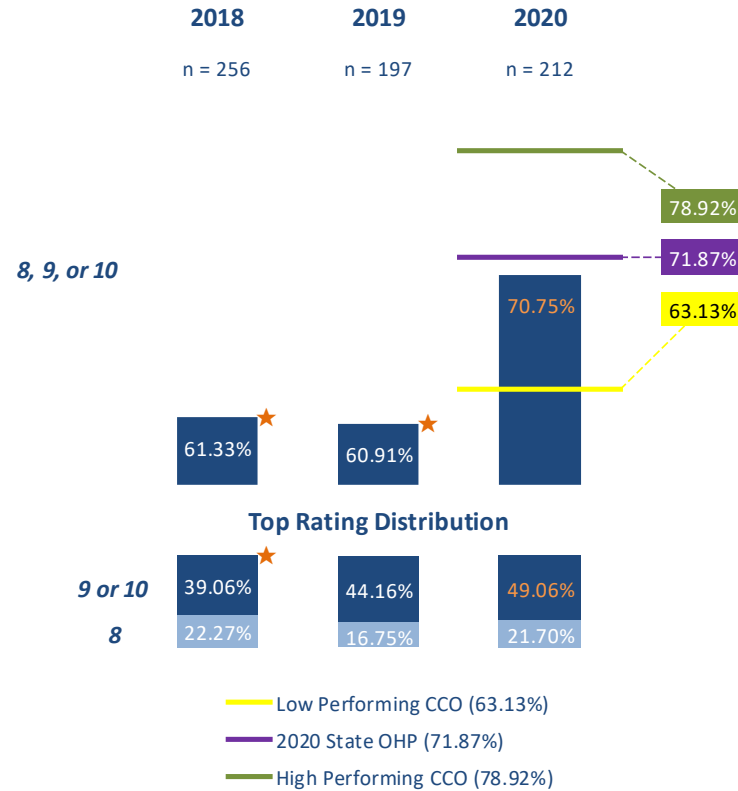 2018 2019 2020
n = 256 n = 197 n = 212
78.92%
8, 9, or 10
71.87%
70.75%
63.13%
61.33%
60.91%
Top Rating Distribution
9 or 10
39.06% 44.16% 49.06%
8
22.27% 16.75% 21.70%
Low Performing CCO (63.13%)
2020 State OHP (71.87%)
High Performing CCO (78.92%)